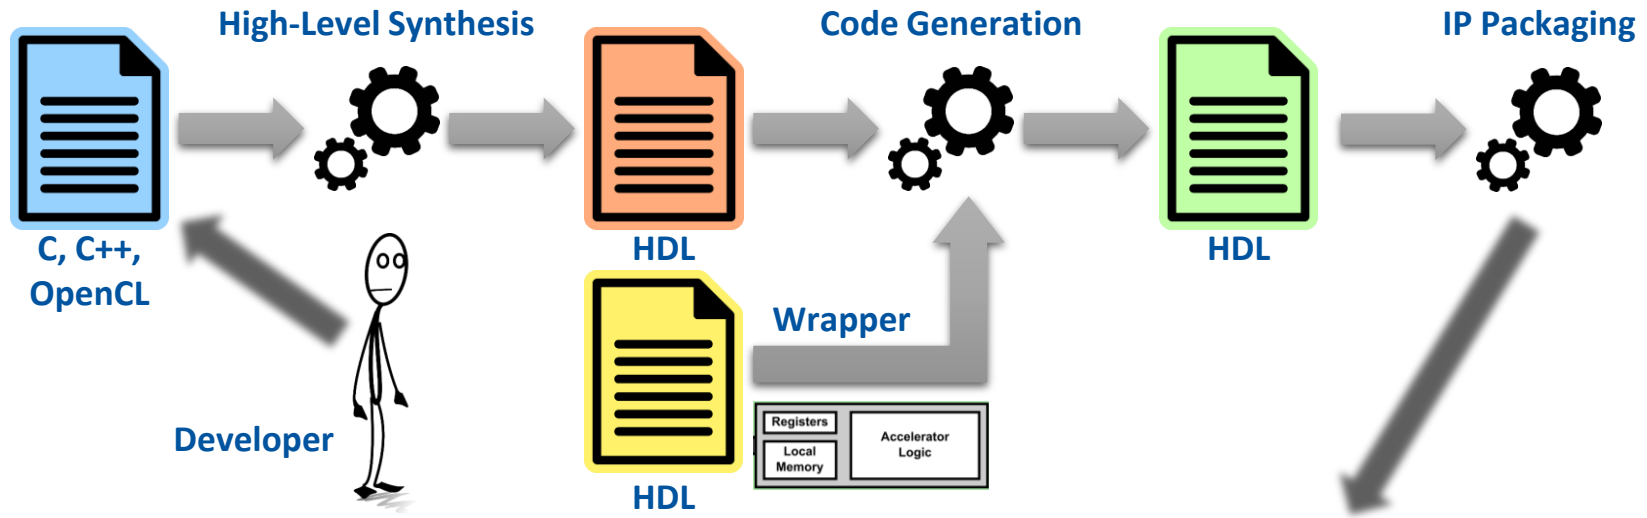 High-Level Synthesis
Code Generation
IP Packaging
C, C++,
OpenCL
HDL
HDL
Wrapper
Developer
Registers
Local
Memory
Accelerator
Logic
HDL